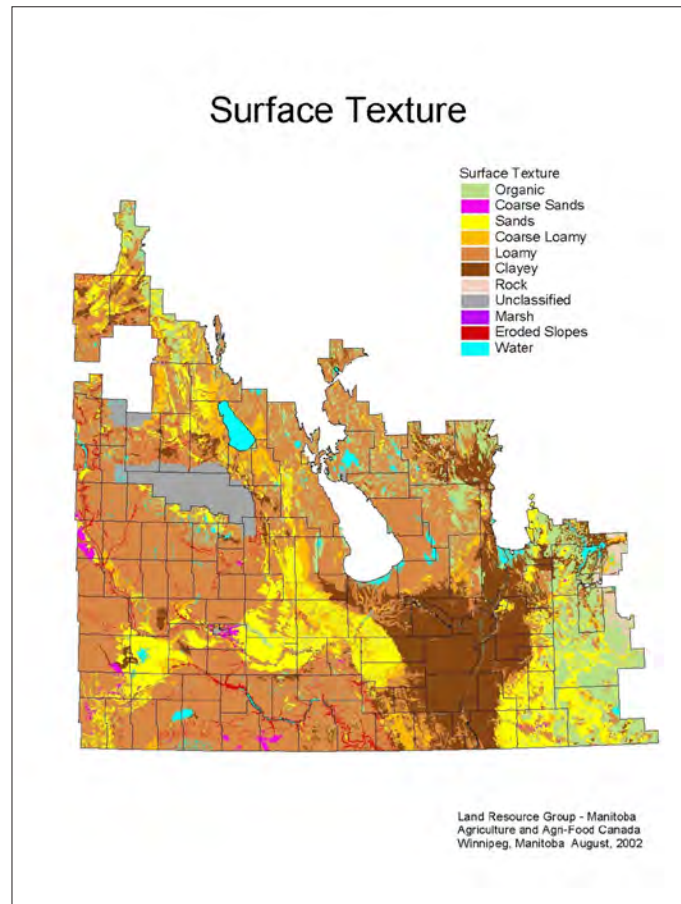 Surface Texture
Surface Texture
Organic
Coarse Sands
Sands
Coarse Loamy
Loamy
Clayey
Rock
Unclassified
Marsh
Eroded Slopes
Water
Land Resource Group - Manitoba
Agriculture and Agri-Food Canada
Winnipeg, Manitoba August, 2002